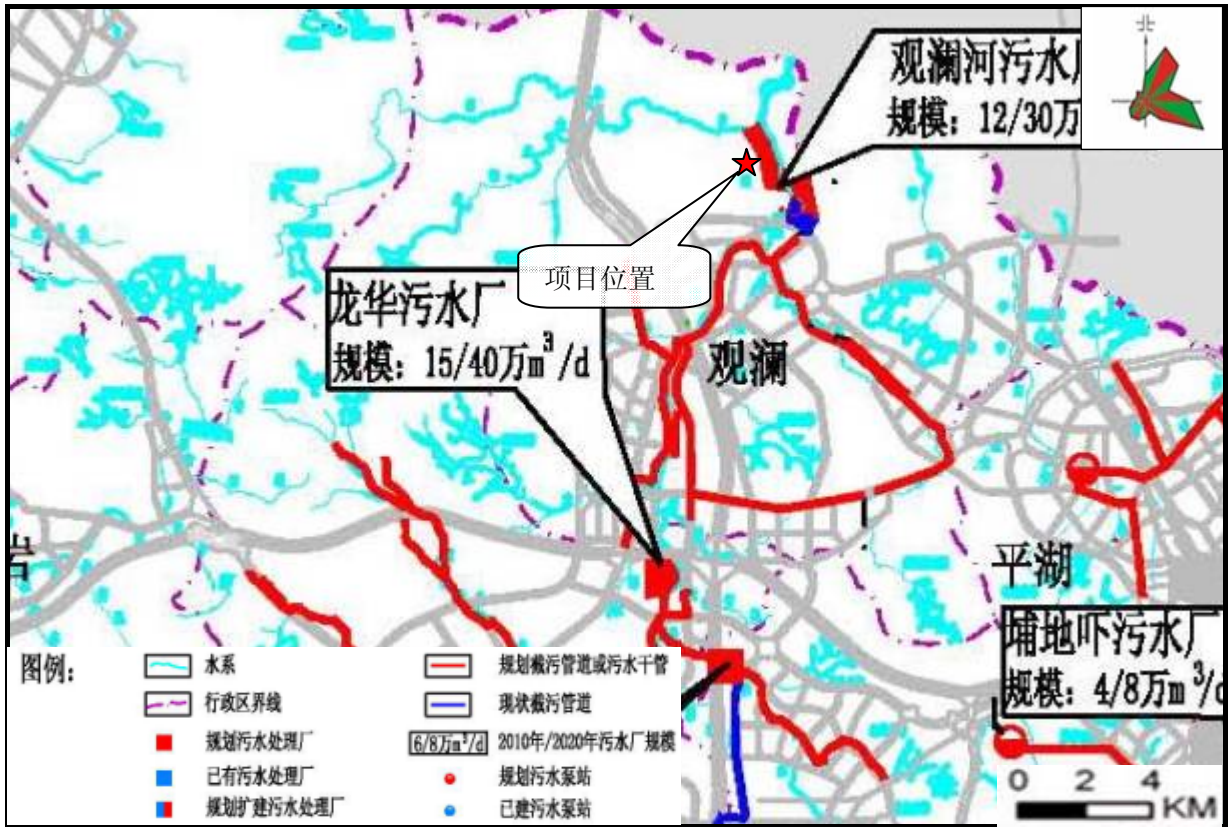 观澜河污水厂
规模：12/30万
项目位置
龙华污水厂
规模：15/40万m³/d
观澜
岩
平湖
埔地吓污水厂
规模：4/8万m³/d
图例：
水系
行政区界线
规划污水处理厂
已有污水处理厂
规划扩建污水处理厂
规划截污管道或污水干管
现状截污管道
6/8万m³/d 2010年/2020年污水厂规模
规划污水泵站
已建污水泵站
0 2 4
KM